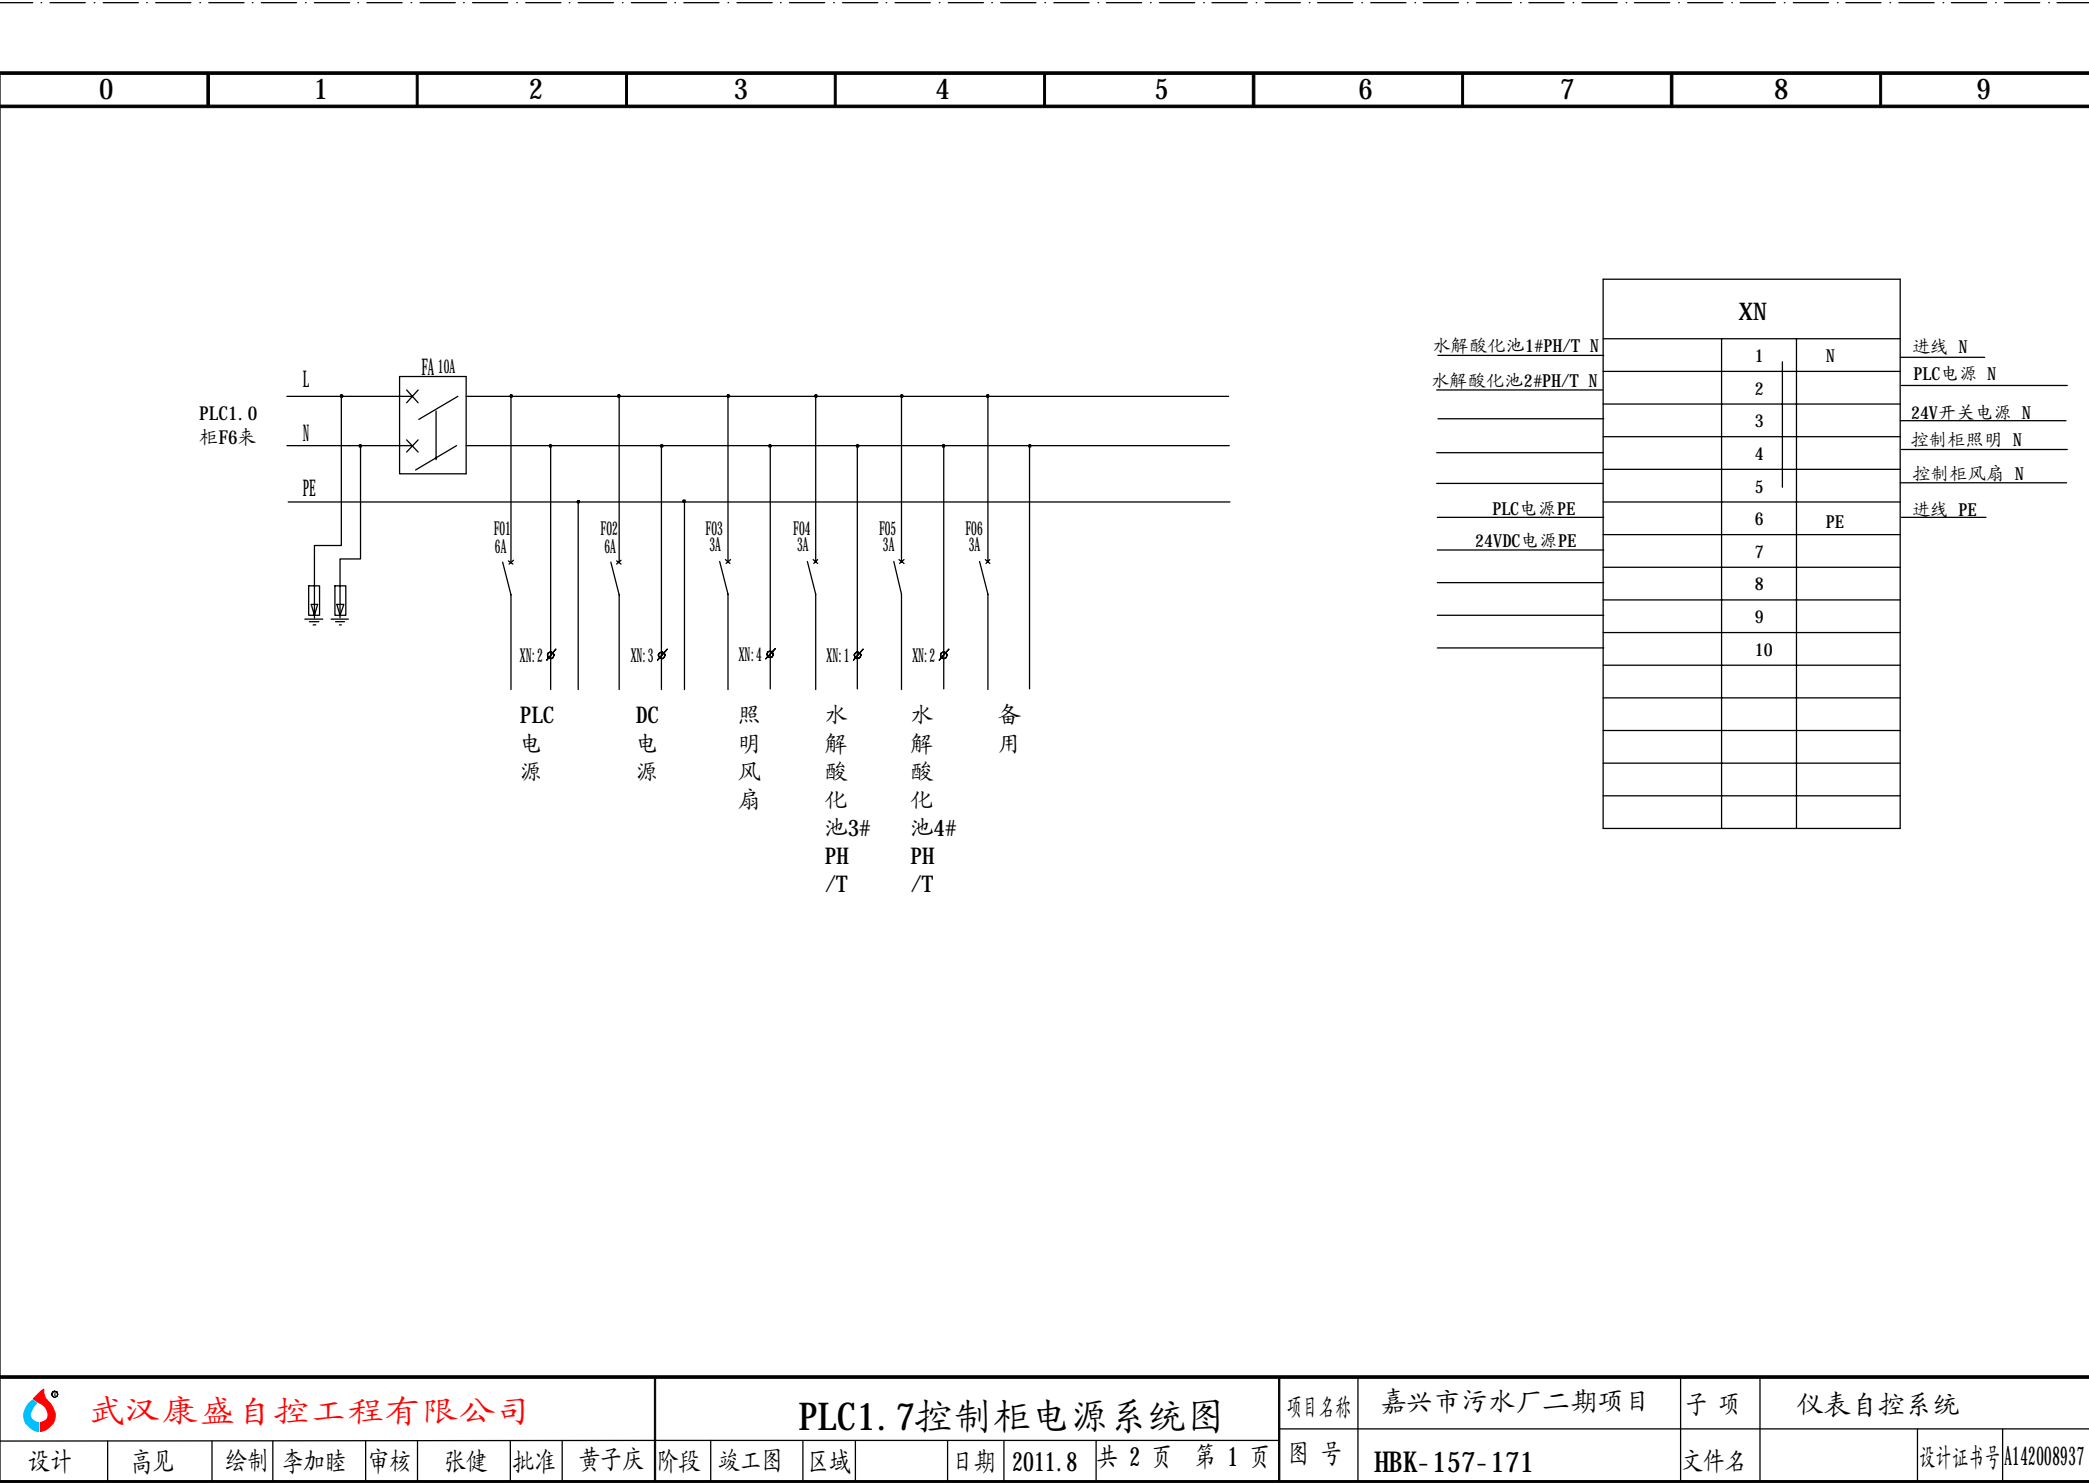 0 1 2 3 4 5 6 7 8 9
FA 10A
L
PLC1.0
柜F6来
N
PE
F01
6A
F02
6A
F03
3A
F04
3A
F05
3A
F06
3A
XN:2
XN:3
XN:4
XN:1
XN:2
PLC
电
源
DC
电
源
照
明
风
扇
水
解
酸
化
池3#
PH
/T
水
解
酸
化
池4#
PH
/T
备
用
XN
水解酸化池1#PH/T N 1 N 进线 N
水解酸化池2#PH/T N 2 PLC电源 N
3 24V开关电源 N
4 控制柜照明 N
5 控制柜风扇 N
PLC电源PE 6 PE 进线 PE
24VDC电源PE 7
8
9
10
武汉康盛自控工程有限公司
PLC1.7控制柜电源系统图
项目名称 嘉兴市污水厂二期项目 子 项 仪表自控系统
设计 高见 绘制 李加睦 审核 张健 批准 黄子庆 阶段 竣工图 区域 日期 2011.8 共 2 页 第 1 页 图 号 HBK-157-171 文件名 设计证书号 A142008937